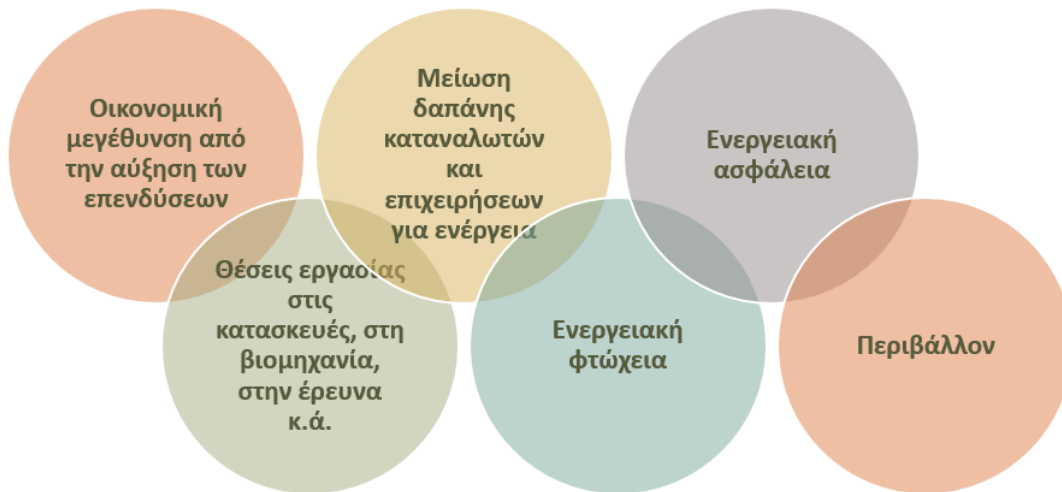 Οικονομική
μεγέθυνση από
την αύξηση των
επενδύσεων
Θέσεις εργασίας
στις
κατασκευές, στη
βιομηχανία,
στην έρευνα
κ.ά.
Μείωση
δαπάνης
καταναλωτών
και
επιχειρήσεων
για ενέργεια
Ενεργειακή
φτώχεια
Ενεργειακή
ασφάλεια
Περιβάλλον